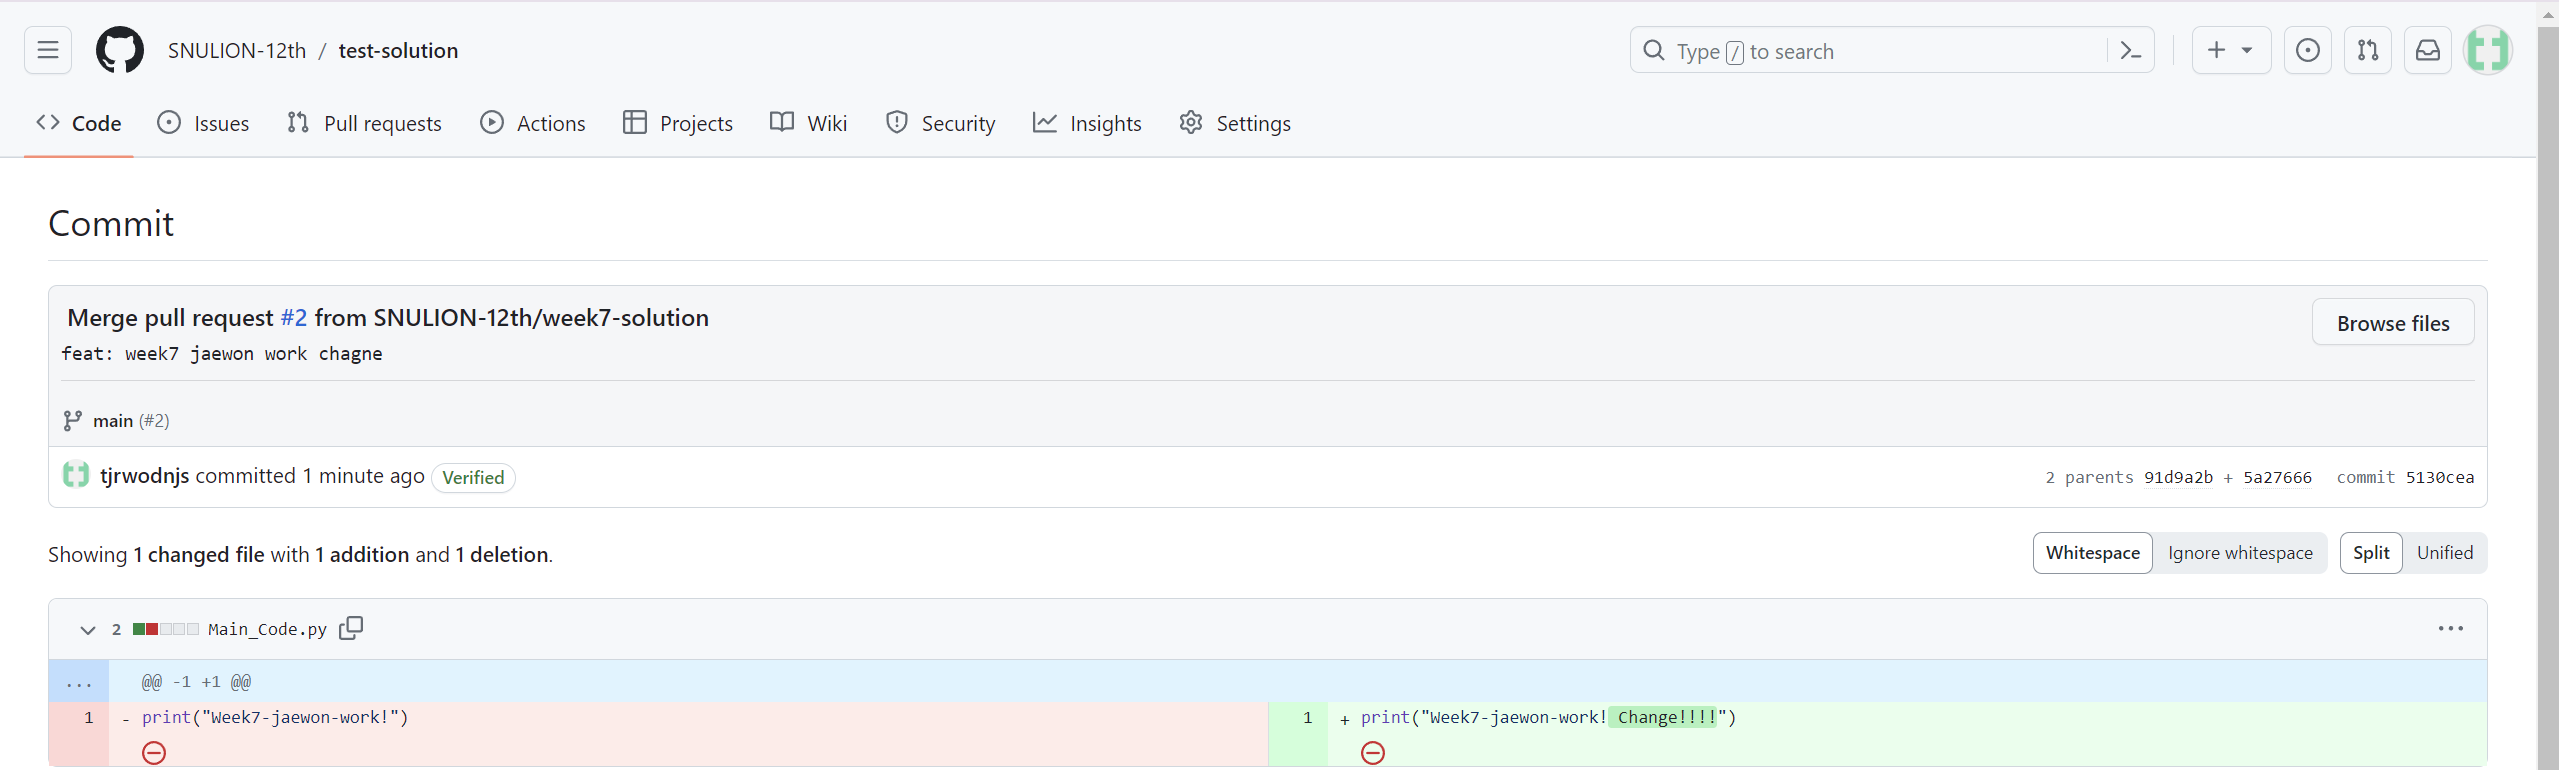 SNULION-12th / test-solution
Type / to search
Code Issues Pull requests Actions Projects Wiki Security Insights Settings
Commit
Merge pull request #2 from SNULION-12th/week7-solution
Browse files
feat: week7 jaewon work chagne
main (#2)
tjrwodnjs committed 1 minute ago Verified
2 parents 91d9a2b + 5a27666 commit 5130cea
Showing 1 changed file with 1 addition and 1 deletion.
Whitespace Ignore whitespace Split Unified
2 Main_Code.py
... @@ -1 +1 @@
1 - print("Week7-jaewon-work!")
1 + print("Week7-jaewon-work! Change!!!!")